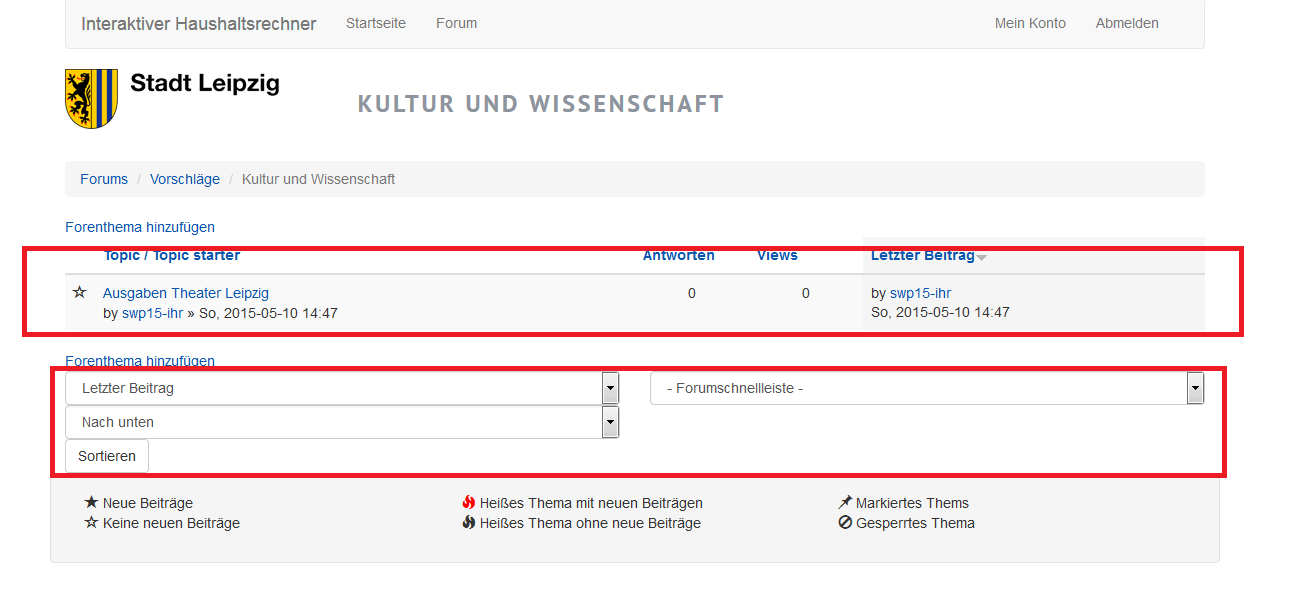 Interaktiver Haushaltsrechner Startseite Forum Mein Konto Abmelden
Stadt Leipzig
KULTUR UND WISSENSCHAFT
Forums / Vorschläge / Kultur und Wissenschaft
Forenthema hinzufügen
Topic / Topic starter Antworten Views Letzter Beitrag
Ausgaben Theater Leipzig 0 0 by swp15-ihr
by swp15-ihr » So, 2015-05-10 14:47 So, 2015-05-10 14:47
Forenthema hinzufügen
Letzter Beitrag - Forumschnellleiste -
Nach unten
Sortieren
Neue Beiträge Heißes Thema mit neuen Beiträgen Markiertes Thems
Keine neuen Beiträge Heißes Thema ohne neue Beiträge Gesperrtes Thema